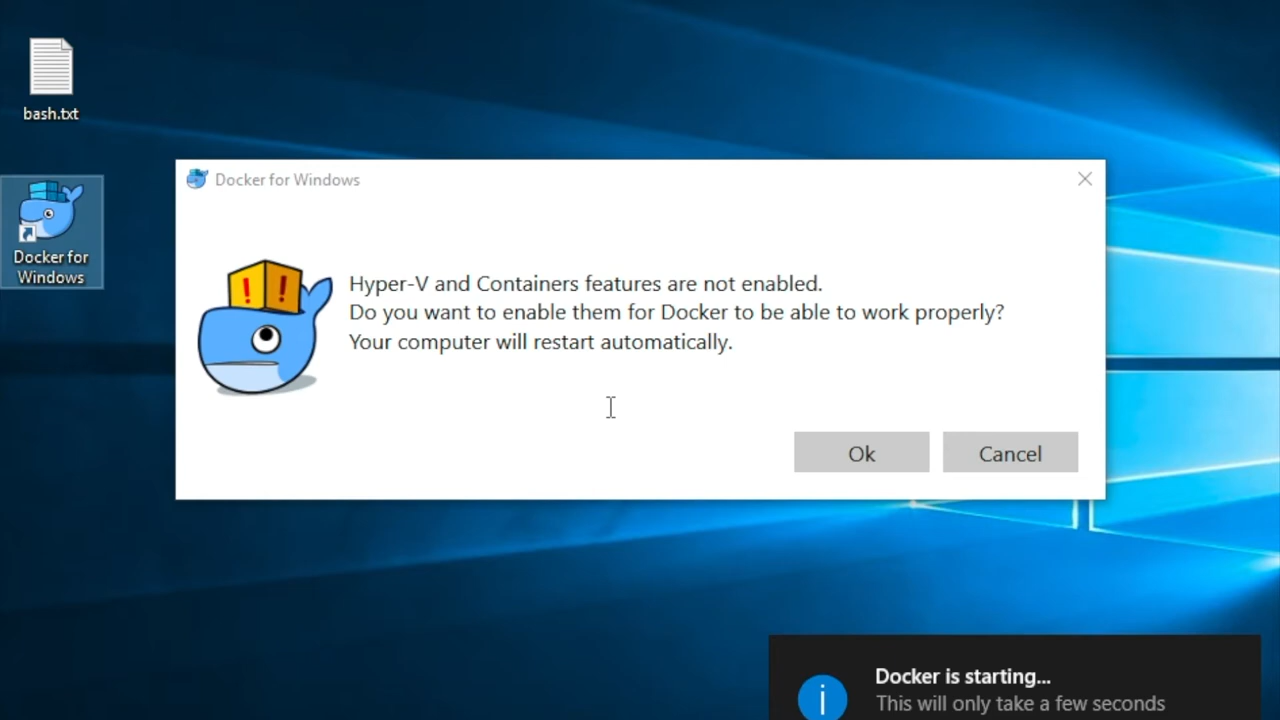 bash.txt
Docker for
Windows
Docker for Windows
Hyper-V and Containers features are not enabled.
Do you want to enable them for Docker to be able to work properly?
Your computer will restart automatically.
Ok
Cancel
Docker is starting...
This will only take a few seconds